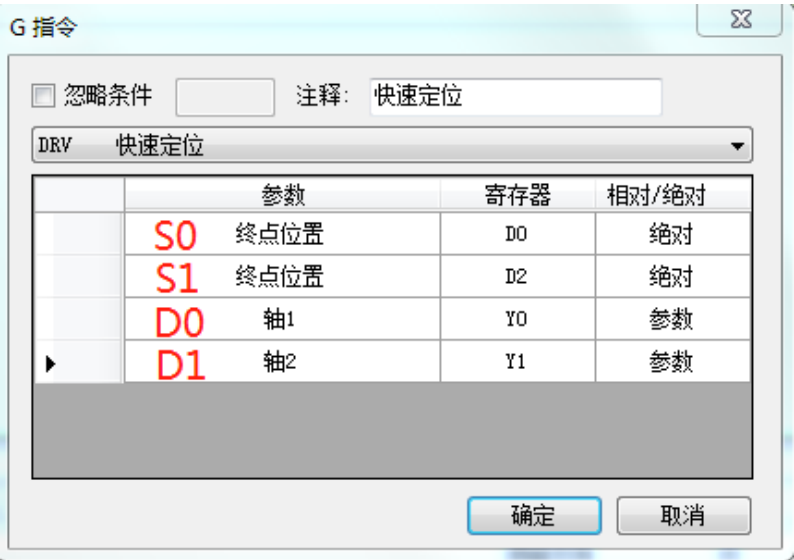 G 指令
忽略条件 注释: 快速定位
DRV 快速定位
参数 寄存器 相对/绝对
S0 终点位置 D0 绝对
S1 终点位置 D2 绝对
D0 轴1 Y0 参数
D1 轴2 Y1 参数
确定 取消